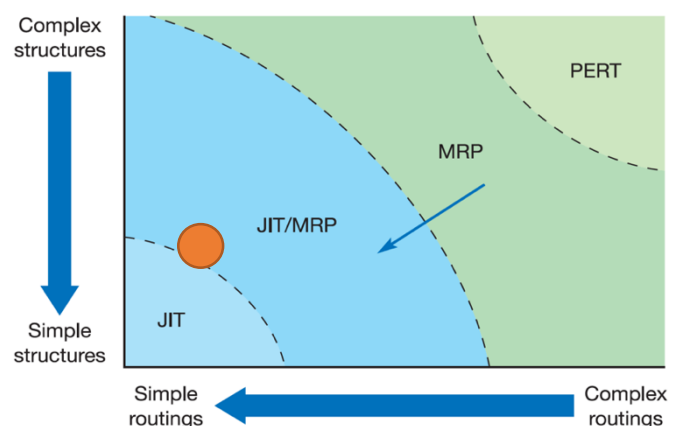 Complex
structures
PERT
MRP
JIT/MRP
JIT
Simple
structures
Simple
routings
Complex
routings